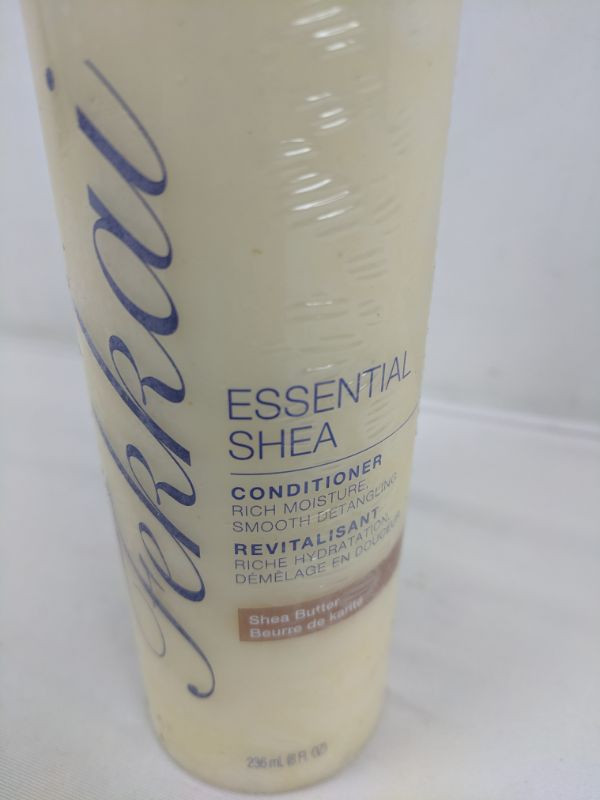 Fekkai
ESSENTIAL
SHEA
CONDITIONER
RICH MOISTURE,
SMOOTH DETANGLING
REVITALISANT
RICHE HYDRATATION,
DÉMÊLAGE EN DOUCEUR
Shea Butter
Beurre de karité
236 mL (8 FL OZ)